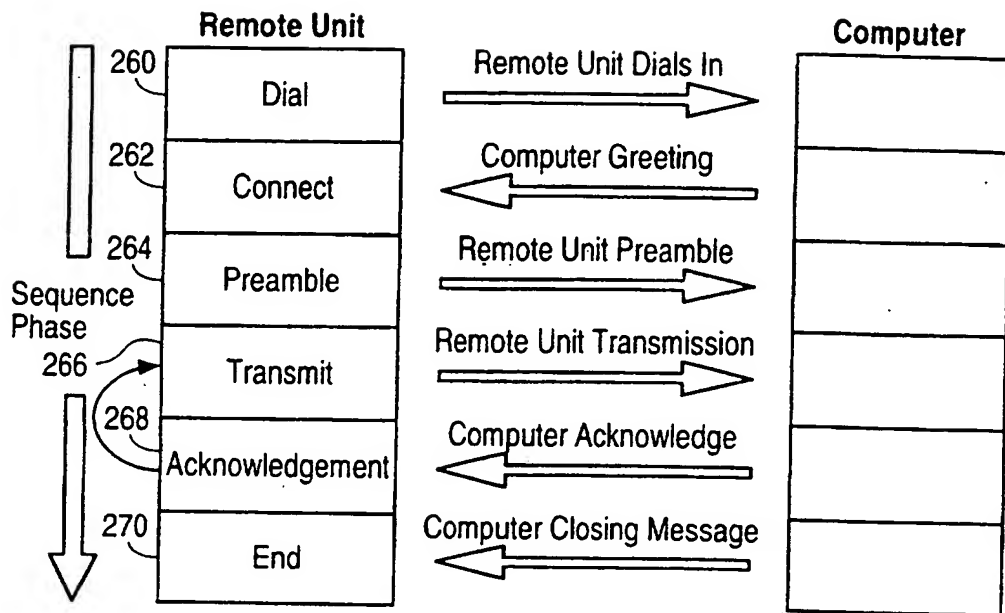 Remote Unit
Computer
260
Dial
Remote Unit Dials In
262
Connect
Computer Greeting
264
Preamble
Remote Unit Preamble
Sequence
Phase
266
Transmit
Remote Unit Transmission
268
Acknowledgement
Computer Acknowledge
270
End
Computer Closing Message